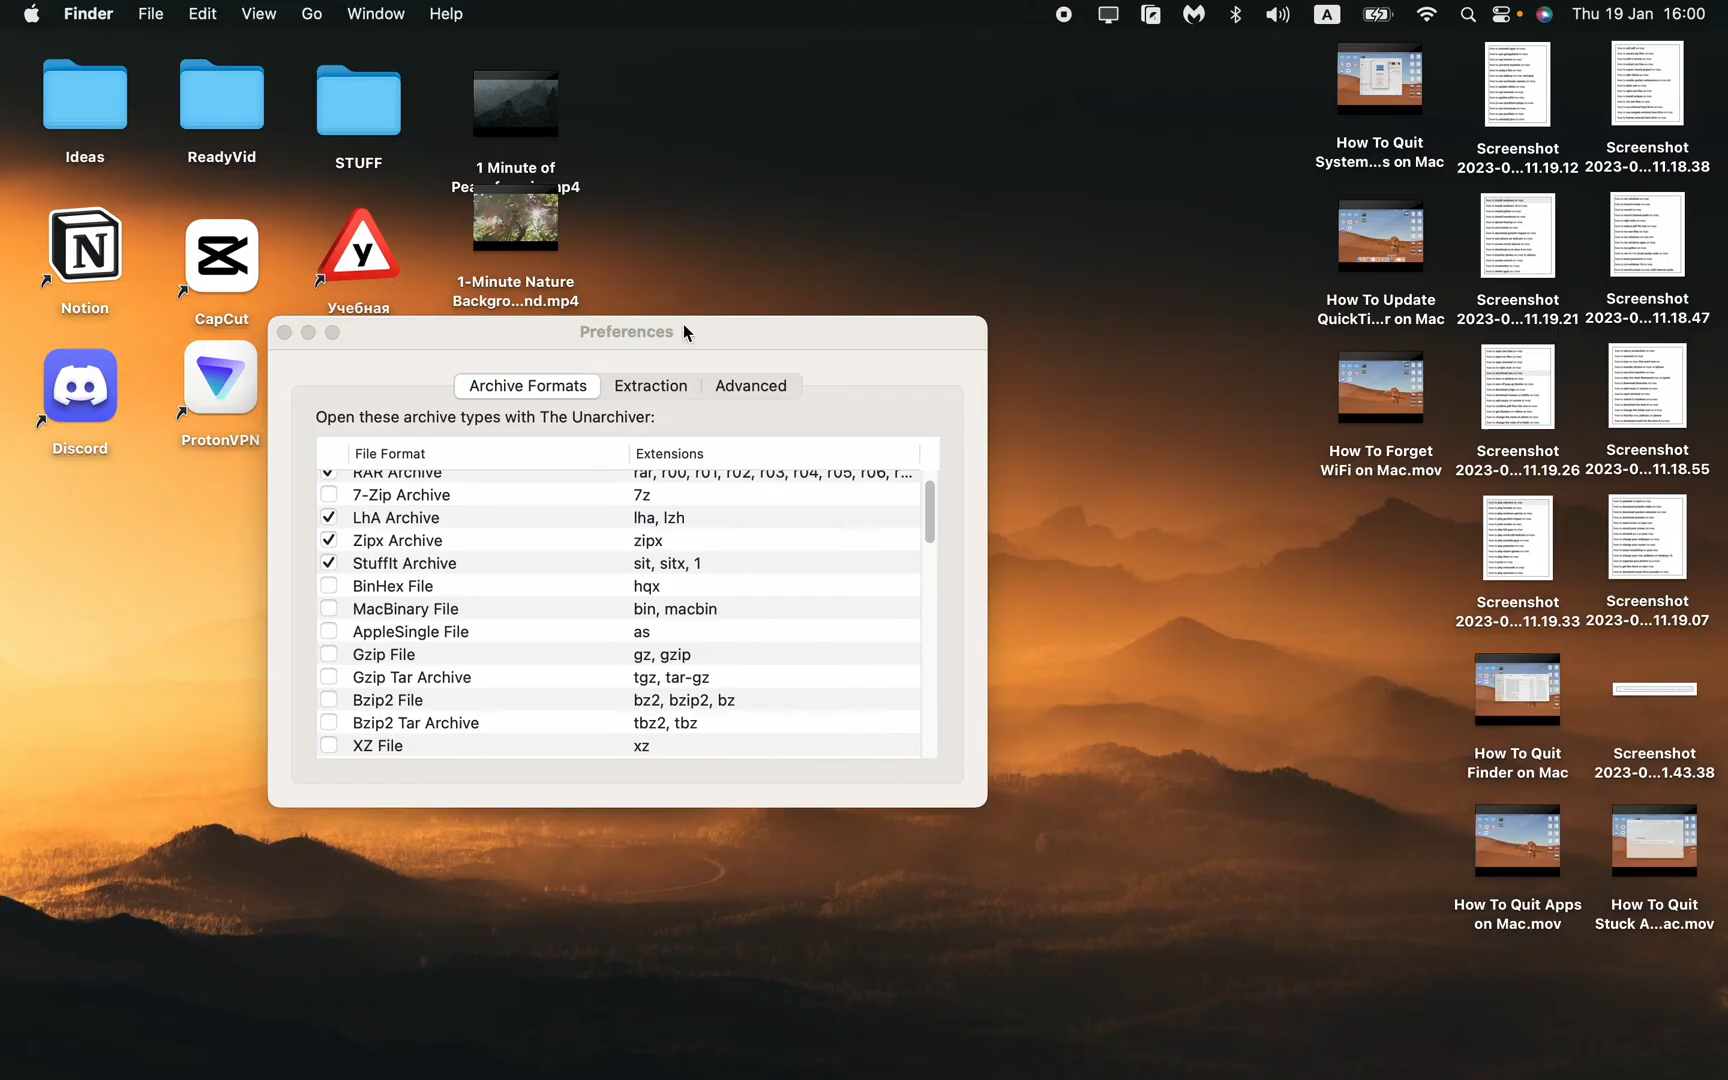 Finder File Edit View Go Window Help
A
Thu 19 Jan 16:00
Ideas
ReadyVid
STUFF
1 Minute of
N
Notion
CapCut
y
Учебная
1-Minute Nature
Backgro...nd.mp4
Discord
ProtonVPN
Preferences
Archive Formats Extraction Advanced
Open these archive types with The Unarchiver:
File Format Extensions
RAR Archive rar, r00, r01, r02, r03, r04, r05, r06, r...
7-Zip Archive 7z
LhA Archive lha, lzh
Zipx Archive zipx
StuffIt Archive sit, sitx, 1
BinHex File hqx
MacBinary File bin, macbin
AppleSingle File as
Gzip File gz, gzip
Gzip Tar Archive tgz, tar-gz
Bzip2 File bz2, bzip2, bz
Bzip2 Tar Archive tbz2, tbz
XZ File xz
How To Quit
System...s on Mac
Screenshot
2023-0...11.19.12
Screenshot
2023-0...11.18.38
How To Update
QuickTi...r on Mac
Screenshot
2023-0...11.19.21
Screenshot
2023-0...11.18.47
How To Forget
WiFi on Mac.mov
Screenshot
2023-0...11.19.26
Screenshot
2023-0...11.18.55
Screenshot
2023-0...11.19.33
Screenshot
2023-0...11.19.07
How To Quit
Finder on Mac
Screenshot
2023-0...1.43.38
How To Quit Apps
on Mac.mov
How To Quit
Stuck A...ac.mov